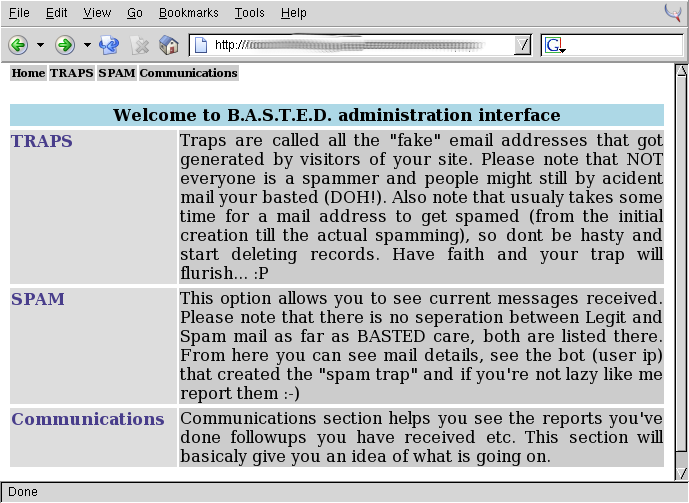 File Edit View Go Bookmarks Tools Help
http://
G
Home TRAPS SPAM Communications
Welcome to B.A.S.T.E.D. administration interface
TRAPS
Traps are called all the "fake" email addresses that got
generated by visitors of your site. Please note that NOT
everyone is a spammer and people might still by acident
mail your basted (DOH!). Also note that usualy takes some
time for a mail address to get spamed (from the initial
creation till the actual spamming), so dont be hasty and
start deleting records. Have faith and your trap will
flurish... :P
SPAM
This option allows you to see current messages received.
Please note that there is no seperation between Legit and
Spam mail as far as BASTED care, both are listed there.
From here you can see mail details, see the bot (user ip)
that created the "spam trap" and if you're not lazy like me
report them :-)
Communications
Communications section helps you see the reports you've
done followups you have received etc. This section will
basicaly give you an idea of what is going on.
Done